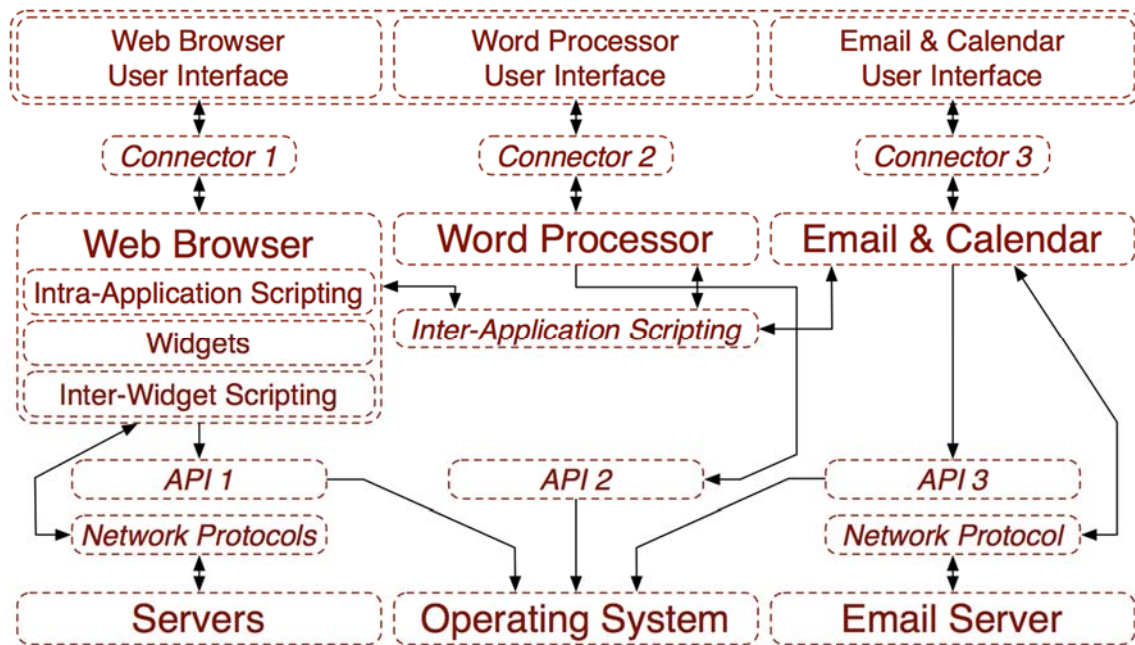 Web Browser
User Interface
Word Processor
User Interface
Email & Calendar
User Interface
Connector 1
Connector 2
Connector 3
Web Browser
Word Processor
Email & Calendar
Intra-Application Scripting
Inter-Application Scripting
Widgets
Inter-Widget Scripting
API 1
API 2
API 3
Network Protocols
Network Protocol
Servers
Operating System
Email Server